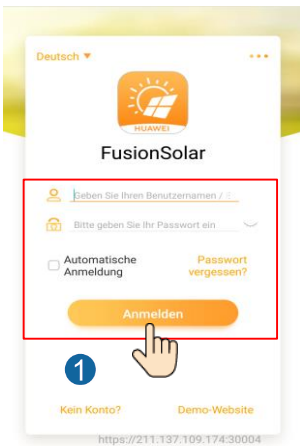 Deutsch
HUAWEI
FusionSolar
Geben Sie Ihren Benutzernamen /
Bitte geben Sie Ihr Passwort ein
Automatische Anmeldung
Passwort vergessen?
Anmelden
1
Kein Konto?
Demo-Website
https://211.137.109.174:30004